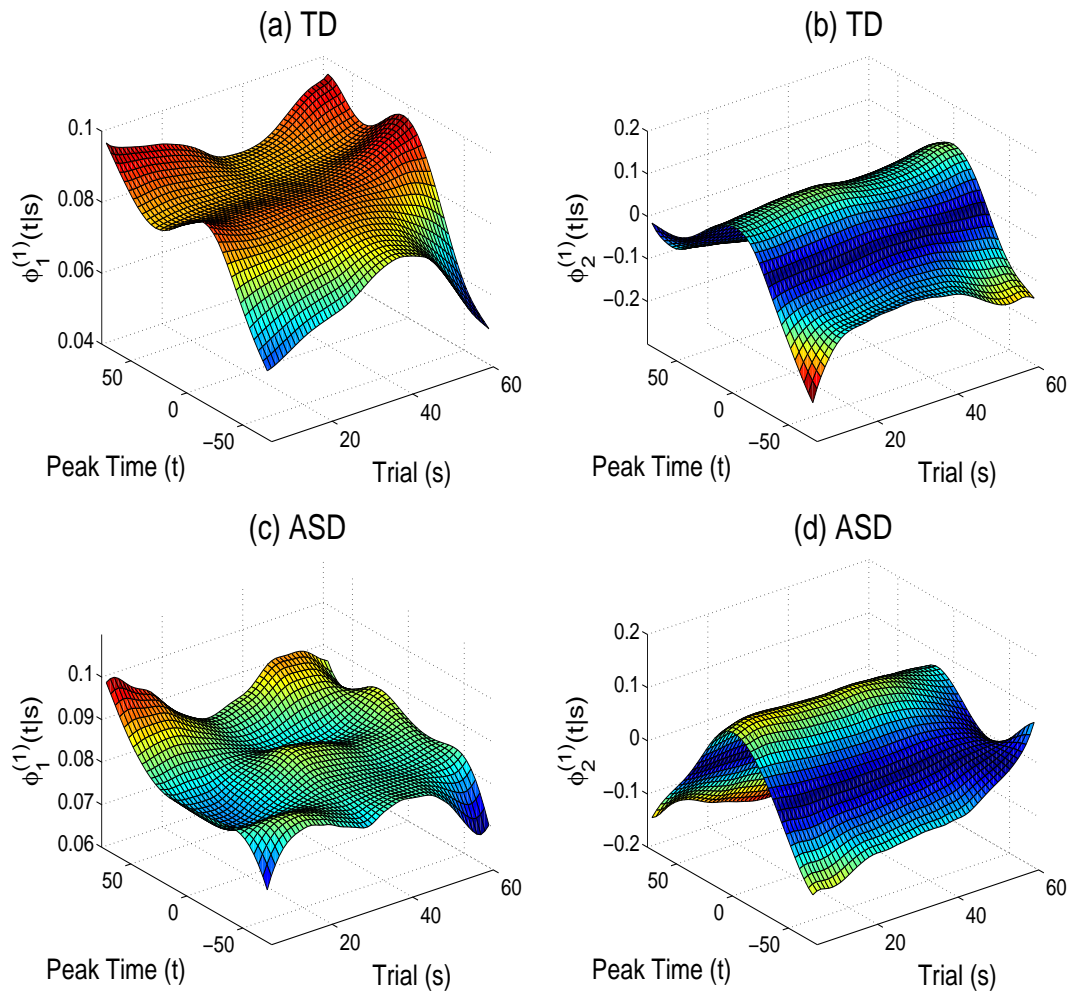 (a) TD
(b) TD
0.1
0.08
0.06
0.04
ϕ₁⁽¹⁾(t|s)
50
0
−50
Peak Time (t)
20
40
60
Trial (s)
0.2
0.1
0
−0.1
−0.2
ϕ₂⁽¹⁾(t|s)
50
0
−50
Peak Time (t)
20
40
60
Trial (s)
(c) ASD
(d) ASD
0.1
0.09
0.08
0.07
0.06
ϕ₁⁽¹⁾(t|s)
50
0
−50
Peak Time (t)
20
40
60
Trial (s)
0.2
0.1
0
−0.1
−0.2
ϕ₂⁽¹⁾(t|s)
50
0
−50
Peak Time (t)
20
40
60
Trial (s)